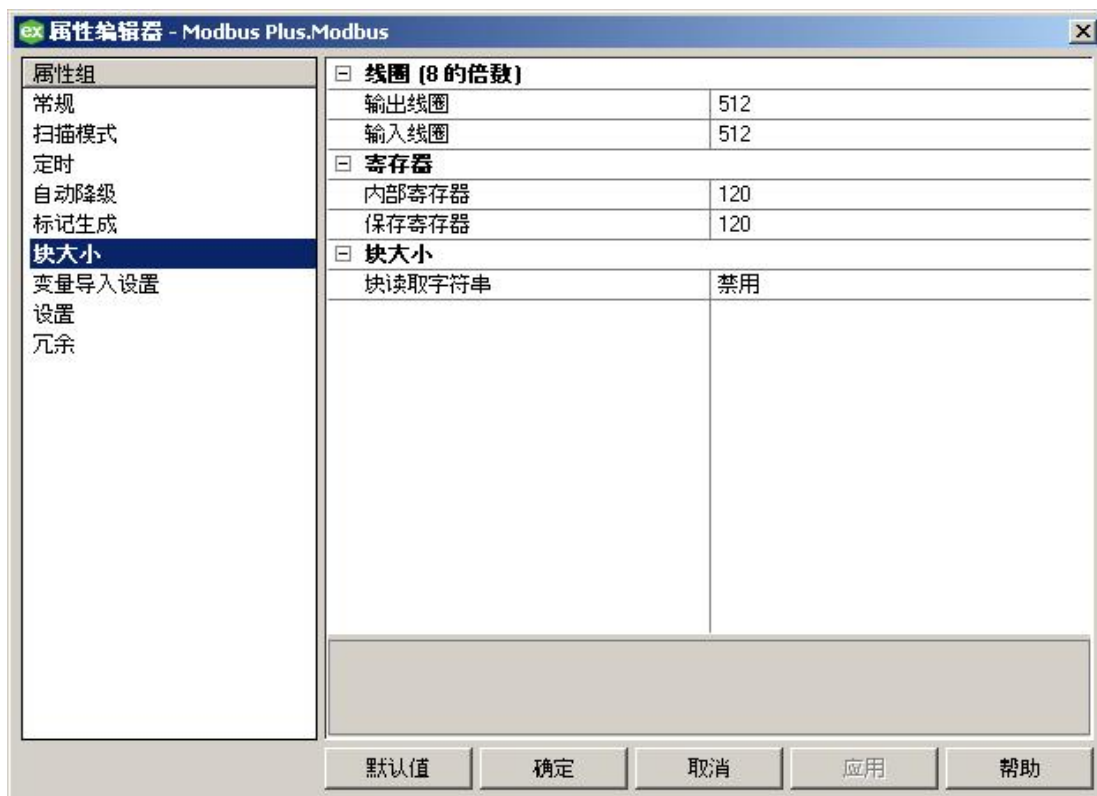 ex 属性编辑器 - Modbus Plus.Modbus
属性组
常规
扫描模式
定时
自动降级
标记生成
块大小
变量导入设置
设置
冗余
线圈 (8 的倍数)
输出线圈 512
输入线圈 512
寄存器
内部寄存器 120
保存寄存器 120
块大小
块读取字符串 禁用
默认值 确定 取消 应用 帮助